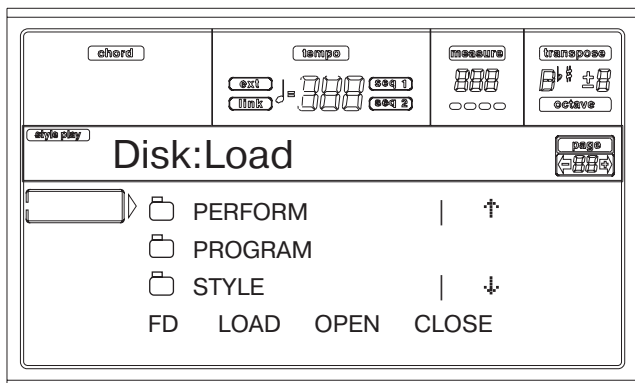 chord tempo measure transpose
ext seq 1
link seq 2
octave
style play
Disk:Load
page
PERFORM
PROGRAM
STYLE
FD LOAD OPEN CLOSE